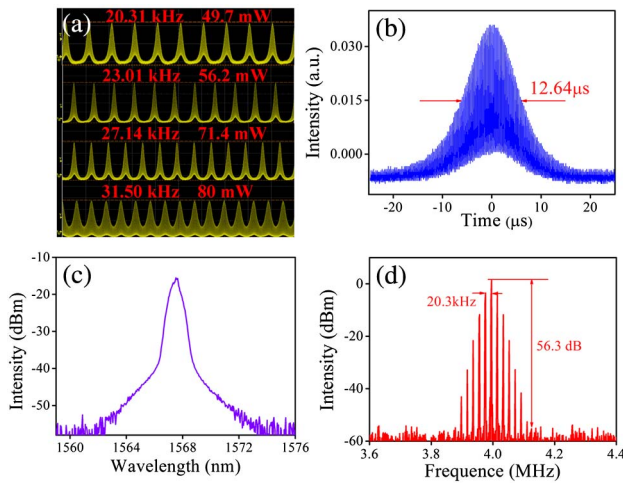 (a)
20.31 kHz 49.7 mW
23.01 kHz 56.2 mW
27.14 kHz 71.4 mW
31.50 kHz 80 mW
(b)
Intensity (a.u.)
0.030
0.015
0.000
12.64μs
-20 -10 0 10 20
Time (μs)
(c)
Intensity (dBm)
-10
-20
-30
-40
-50
1560 1564 1568 1572 1576
Wavelength (nm)
(d)
Intensity (dBm)
0
-20
-40
-60
20.3kHz
56.3 dB
3.6 3.8 4.0 4.2 4.4
Frequence (MHz)